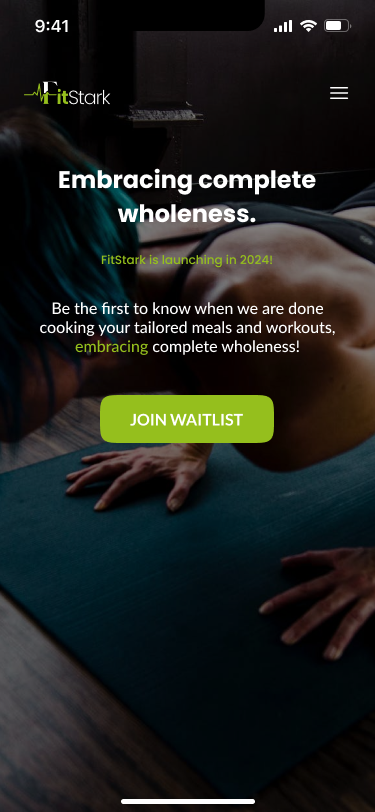 9:41
FitStark
Embracing complete
wholeness.
FitStark is launching in 2024!
Be the first to know when we are done
cooking your tailored meals and workouts,
embracing complete wholeness!
JOIN WAITLIST